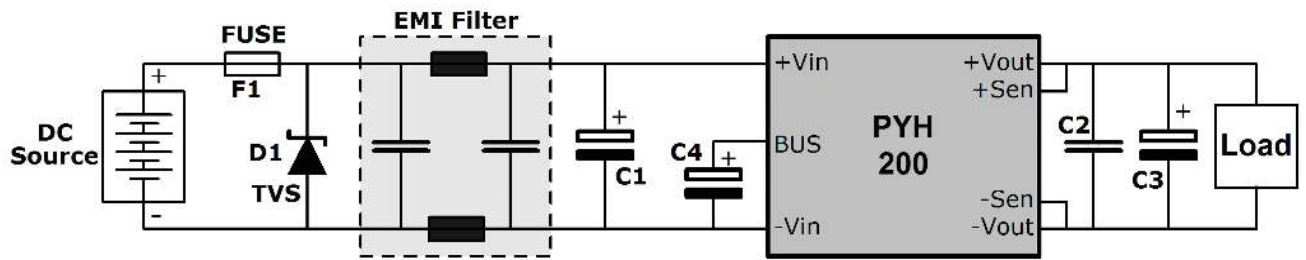 EMI Filter
FUSE
F1
+
-
DC
Source
D1
TVS
+
C1
C4
+
+Vin
BUS
-Vin
PYH
200
+Vout
+Sen
-Sen
-Vout
C2
+
C3
Load